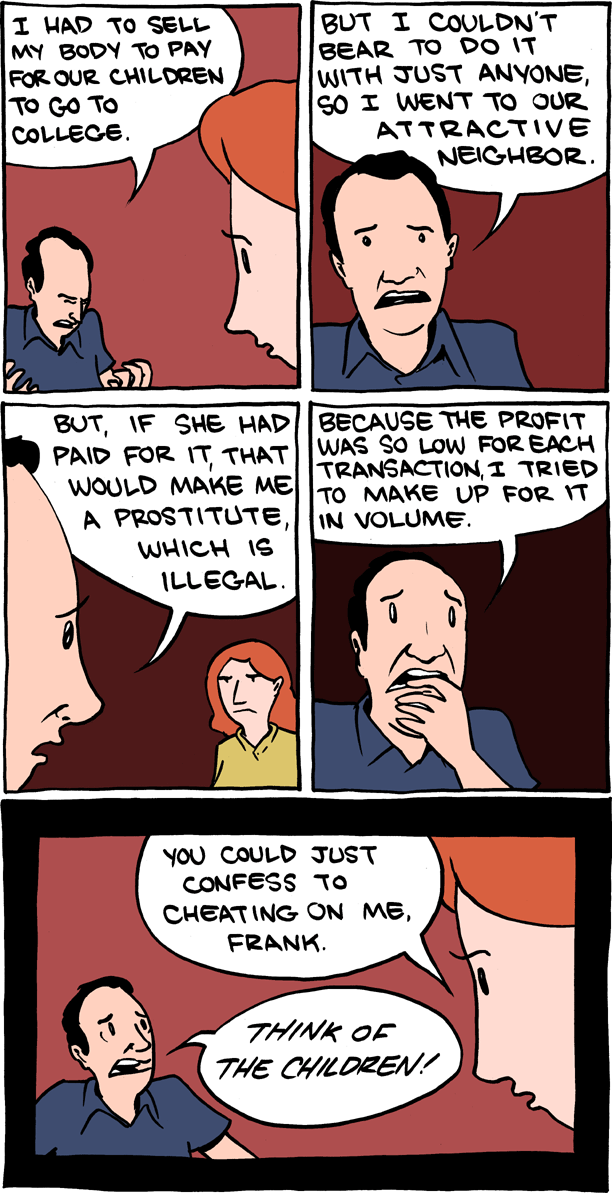 I HAD TO SELL
MY BODY TO PAY
FOR OUR CHILDREN
TO GO TO
COLLEGE.
BUT I COULDN'T
BEAR TO DO IT
WITH JUST ANYONE,
SO I WENT TO OUR
ATTRACTIVE
NEIGHBOR.
BUT, IF SHE HAD
PAID FOR IT, THAT
WOULD MAKE ME
A PROSTITUTE,
WHICH IS
ILLEGAL.
BECAUSE THE PROFIT
WAS SO LOW FOR EACH
TRANSACTION, I TRIED
TO MAKE UP FOR IT
IN VOLUME.
YOU COULD JUST
CONFESS TO
CHEATING ON ME,
FRANK.
THINK OF
THE CHILDREN!